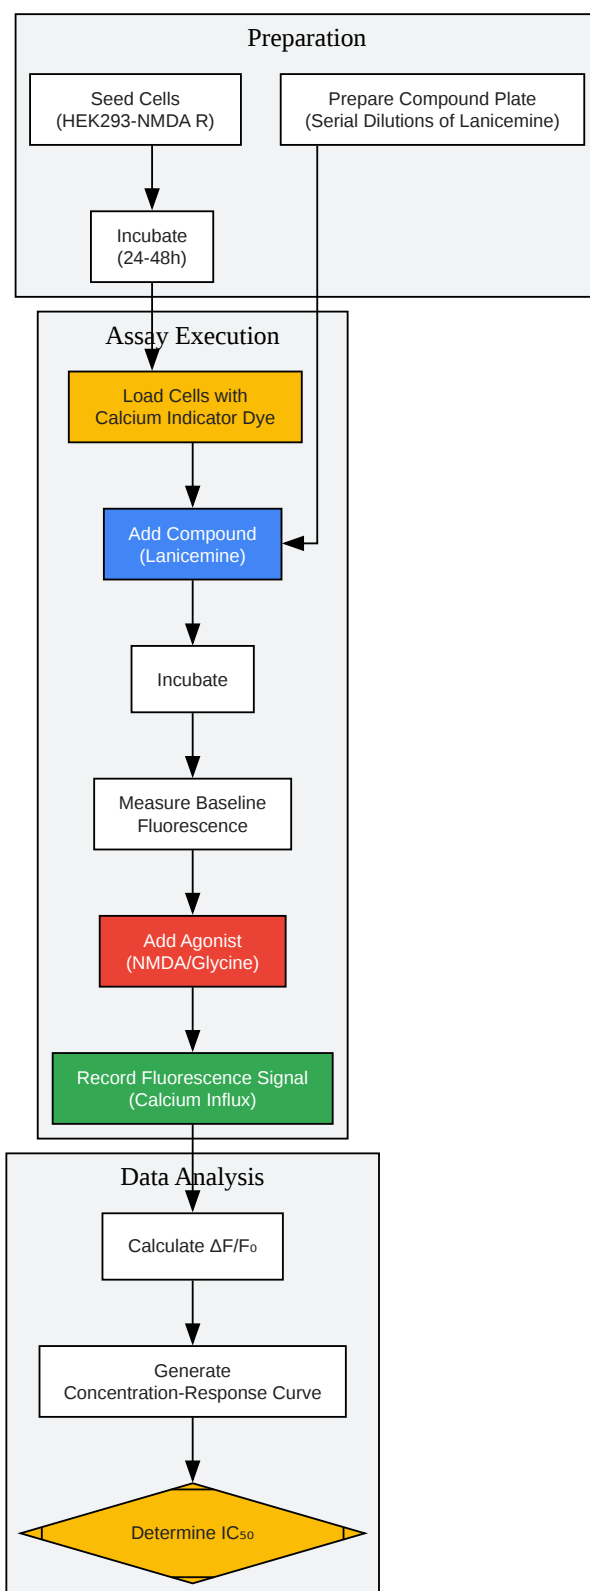 Preparation
Seed Cells
(HEK293-NMDA R)
Prepare Compound Plate
(Serial Dilutions of Lanicemine)
Incubate
(24-48h)
Assay Execution
Load Cells with
Calcium Indicator Dye
Add Compound
(Lanicemine)
Incubate
Measure Baseline
Fluorescence
Add Agonist
(NMDA/Glycine)
Record Fluorescence Signal
(Calcium Influx)
Data Analysis
Calculate ΔF/F₀
Generate
Concentration-Response Curve
Determine IC₅₀